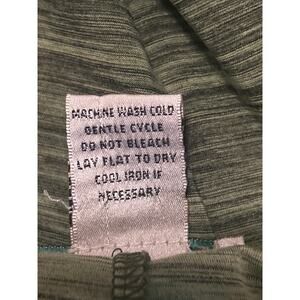 MACHINE WASH COLD
GENTLE CYCLE
DO NOT BLEACH
LAY FLAT TO DRY
COOL IRON IF
NECESSARY